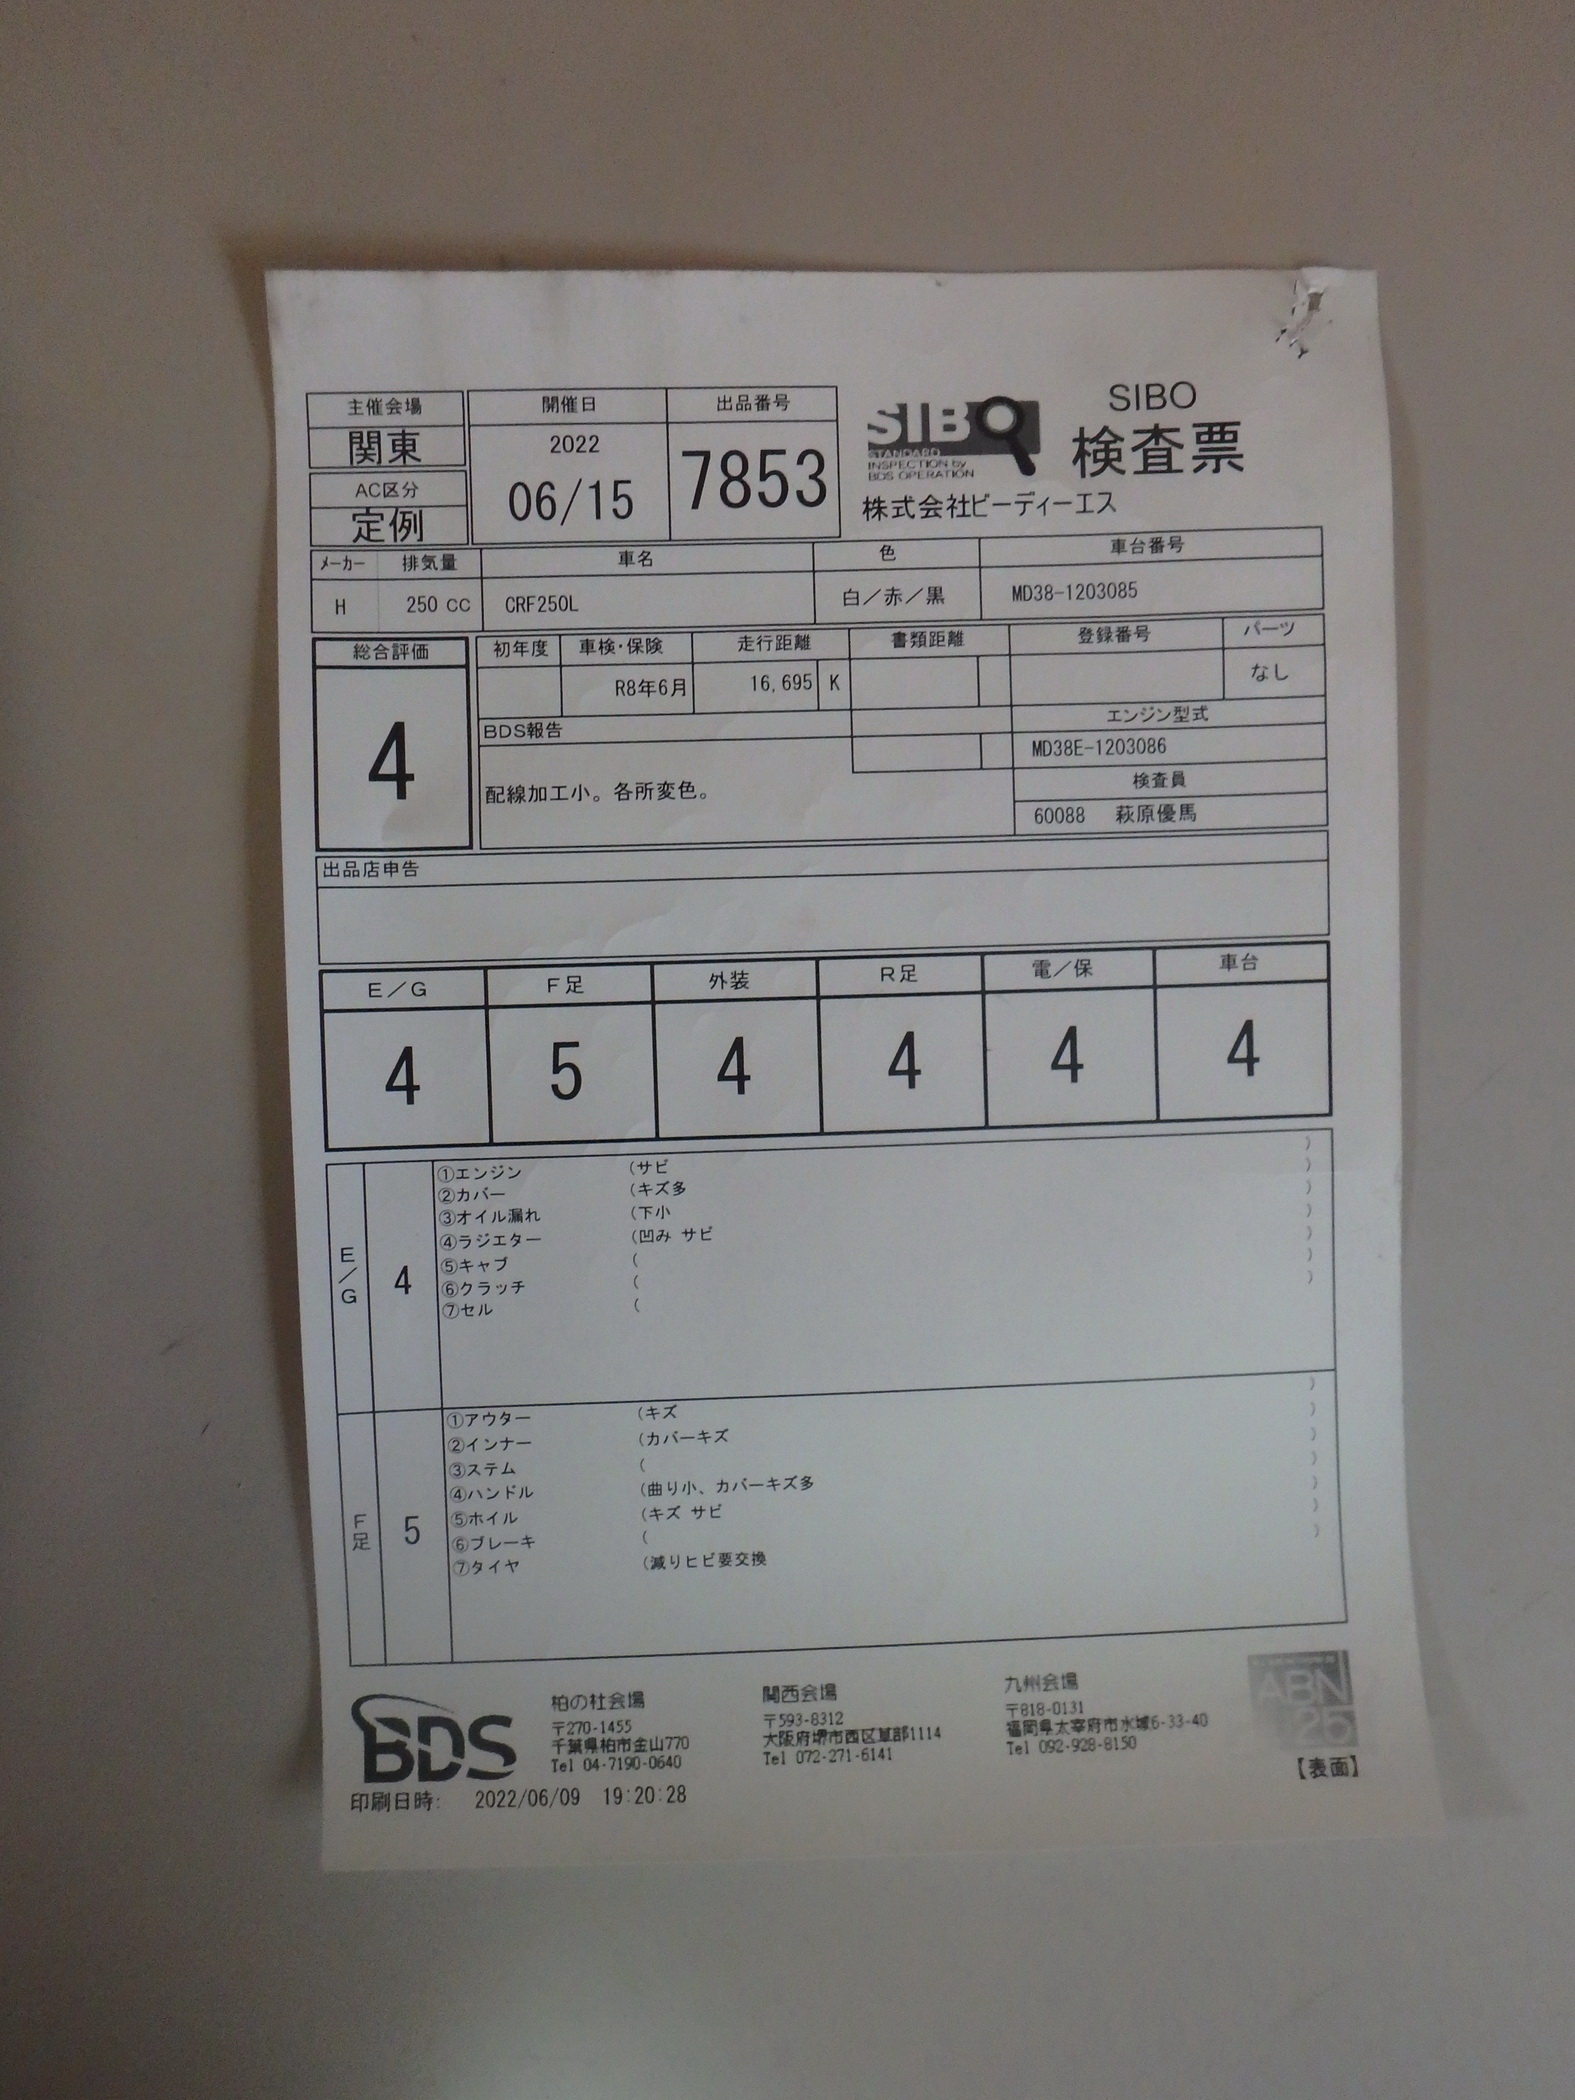 主催会場
関東
AC区分
定例
開催日
2022
06/15
出品番号
7853
SIBO
STANDARD
INSPECTION by
BDS OPERATION
SIBO
検査票
株式会社ビーディーエス
メーカー 排気量 車名 色 車台番号
H 250 CC CRF250L 白/赤/黒 MD38-1203085
総合評価
4
初年度 車検・保険 走行距離 書類距離 登録番号 パーツ
R8年6月 16,695 K なし
BDS報告
配線加工小。各所変色。
エンジン型式
MD38E-1203086
検査員
60088 萩原優馬
出品店申告
E/G F足 外装 R足 電/保 車台
4 5 4 4 4 4
E/G
4
①エンジン (サビ )
②カバー (キズ多 )
③オイル漏れ (下小 )
④ラジエター (凹み サビ )
⑤キャブ ( )
⑥クラッチ ( )
⑦セル ( )
F足
5
①アウター (キズ )
②インナー (カバーキズ )
③ステム ( )
④ハンドル (曲り小、カバーキズ多 )
⑤ホイル (キズ サビ )
⑥ブレーキ ( )
⑦タイヤ (減りヒビ要交換 )
BDS
柏の杜会場
〒270-1455
千葉県柏市金山770
Tel 04-7190-0640
関西会場
〒593-8312
大阪府堺市西区草部1114
Tel 072-271-6141
九州会場
〒818-0131
福岡県太宰府市水城6-33-40
Tel 092-928-8150
ABN
26
【表面】
印刷日時: 2022/06/09 19:20:28